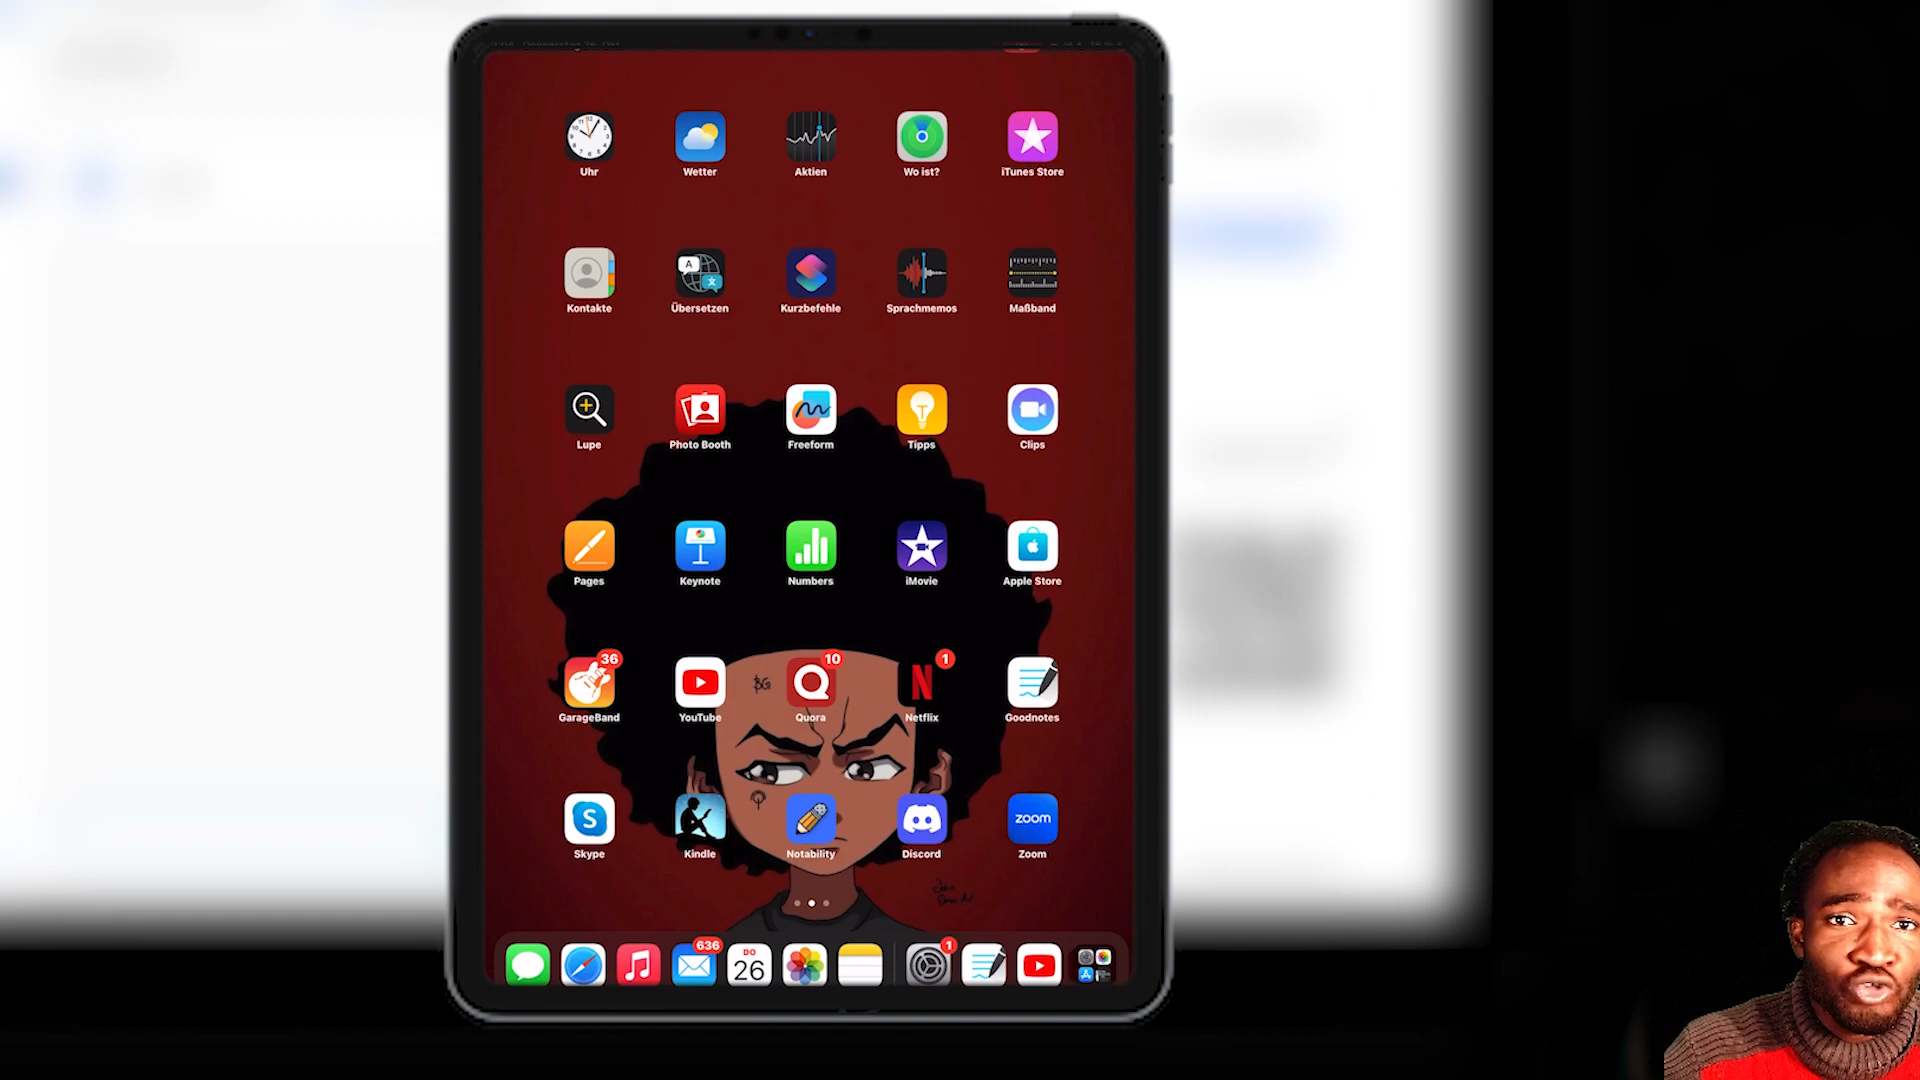 Uhr Wetter Aktien Wo ist? iTunes Store
A
Kontakte Übersetzen Kurzbefehle Sprachmemos Maßband
Lupe Photo Booth Freeform Tipps Clips
Pages Keynote Numbers iMovie Apple Store
36 10 1
GarageBand YouTube Quora Netflix Goodnotes
zoom
Skype Kindle Notability Discord Zoom
636 1
DO
26